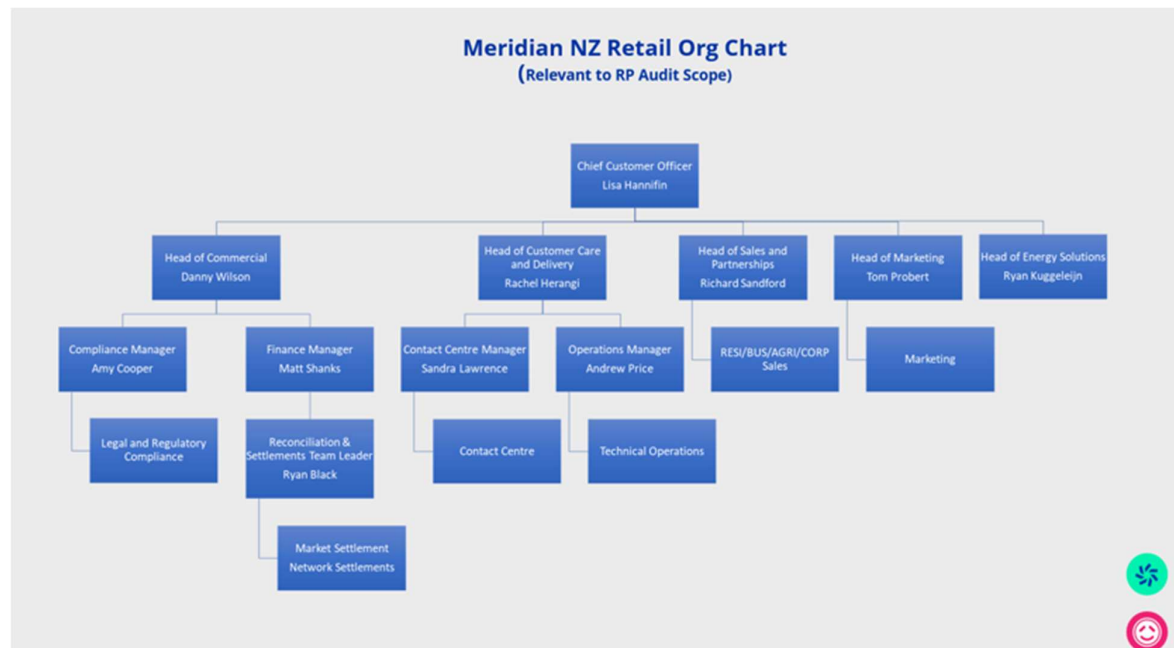 Meridian NZ Retail Org Chart
(Relevant to RP Audit Scope)
Chief Customer Officer
Lisa Hannifin
Head of Commercial
Danny Wilson
Head of Customer Care
and Delivery
Rachel Herangi
Head of Sales and
Partnerships
Richard Sandford
Head of Marketing
Tom Probert
Head of Energy Solutions
Ryan Kuggeleijn
Compliance Manager
Amy Cooper
Finance Manager
Matt Shanks
Contact Centre Manager
Sandra Lawrence
Operations Manager
Andrew Price
RESI/BUS/AGRI/CORP
Sales
Marketing
Legal and Regulatory
Compliance
Reconciliation &
Settlements Team Leader
Ryan Black
Contact Centre
Technical Operations
Market Settlement
Network Settlements